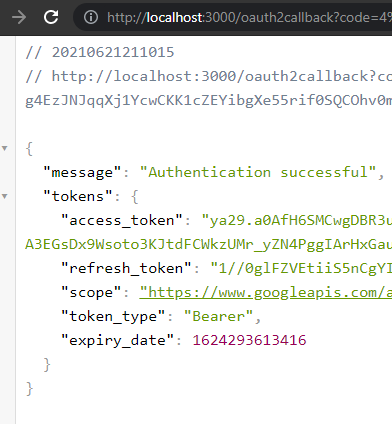 http://localhost:3000/oauth2callback?code=4%
// 20210621211015
// http://localhost:3000/oauth2callback?co
g4EzJNJqqXj1YcwCKK1cZEYibgXe55rif0SQCOhv0m
{
"message": "Authentication successful",
"tokens": {
"access_token": "ya29.a0AfH6SMCwgDBR3u
A3EGsDx9Wsoto3KJtdFCWkzUMr_yZN4PggIArHxGau
"refresh_token": "1//0glFZVEtiiS5nCgYI
"scope": "https://www.googleapis.com/a
"token_type": "Bearer",
"expiry_date": 1624293613416
}
}